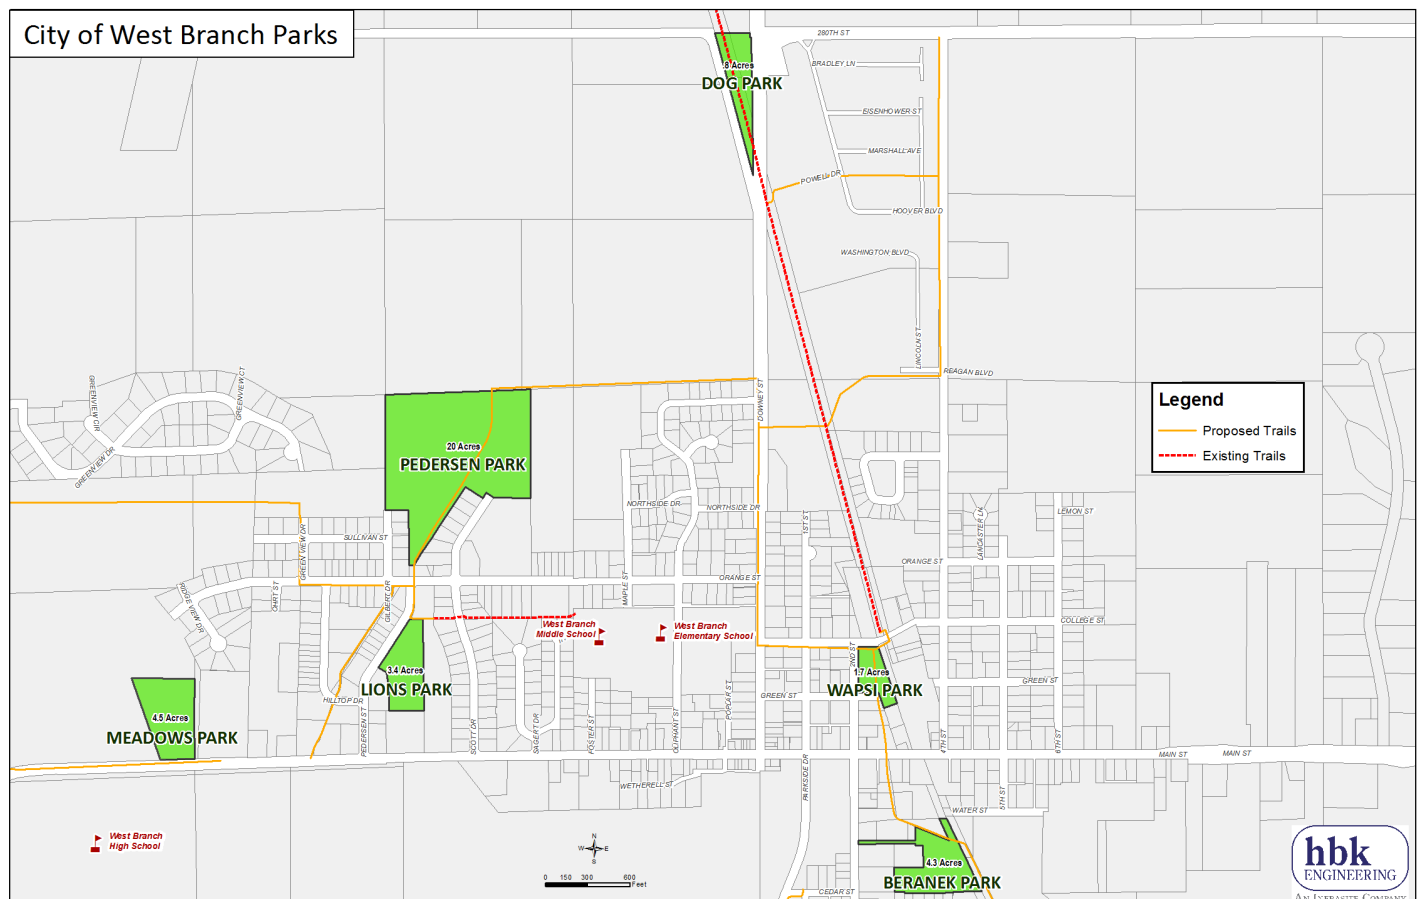 City of West Branch Parks
280TH ST
.8 Acres
DOG PARK
BRADLEY LN
EISENHOWER ST
MARSHALL AVE
POWELL DR
HOOVER BLVD
WASHINGTON BLVD
LINCOLN ST
REAGAN BLVD
DOWNEY ST
GREENVIEW CIR
GREENVIEW CT
GREENVIEW DR
Legend
Proposed Trails
Existing Trails
20 Acres
PEDERSEN PARK
NORTHSIDE DR
NORTHSIDE DR
1ST ST
LANCASTER LN
LEMON ST
GREEN VIEW DR
SULLIVAN ST
ORANGE ST
ORANGE ST
MAPLE ST
OHRT ST
RIDGE VIEW DR
GILBERT DR
West Branch
Middle School
West Branch
Elementary School
COLLEGE ST
2ND ST
3.4 Acres
LIONS PARK
1.7 Acres
WAPSI PARK
GREEN ST
GREEN ST
HILLTOP DR
PEDERSEN ST
SCOTT DR
SAGERT DR
FOSTER ST
OLIPHANT ST
POPLAR ST
4.5 Acres
MEADOWS PARK
4TH ST
6TH ST
MAIN ST
MAIN ST
WETHERELL ST
PARKSIDE DR
5TH ST
WATER ST
West Branch
High School
N
W
E
S
0 150 300 600
Feet
4.3 Acres
BERANEK PARK
CEDAR ST
hbk
ENGINEERING
AN INFRASITE COMPANY